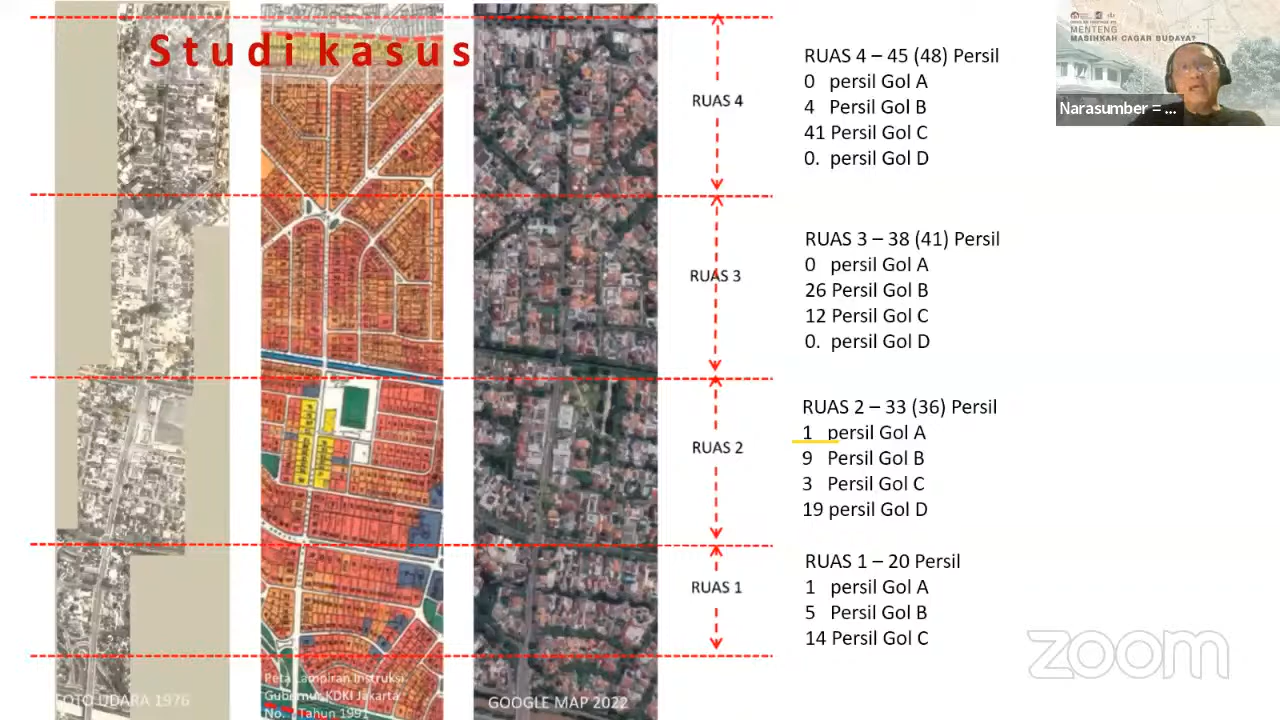 Studi kasus
RUAS 4
RUAS 3
RUAS 2
RUAS 1
RUAS 4 – 45 (48) Persil
0 persil Gol A
4 Persil Gol B
41 Persil Gol C
0. persil Gol D
RUAS 3 – 38 (41) Persil
0 persil Gol A
26 Persil Gol B
12 Persil Gol C
0. persil Gol D
RUAS 2 – 33 (36) Persil
1 persil Gol A
9 Persil Gol B
3 Persil Gol C
19 persil Gol D
RUAS 1 – 20 Persil
1 persil Gol A
5 Persil Gol B
14 Persil Gol C
FOTO UDARA 1976
Peta Lampiran Instruksi
Gubernur KDKI Jakarta
No. Tahun 1991
GOOGLE MAP 2022
MENTENG
MASIHKAH CAGAR BUDAYA?
Narasumber = ...
zoom